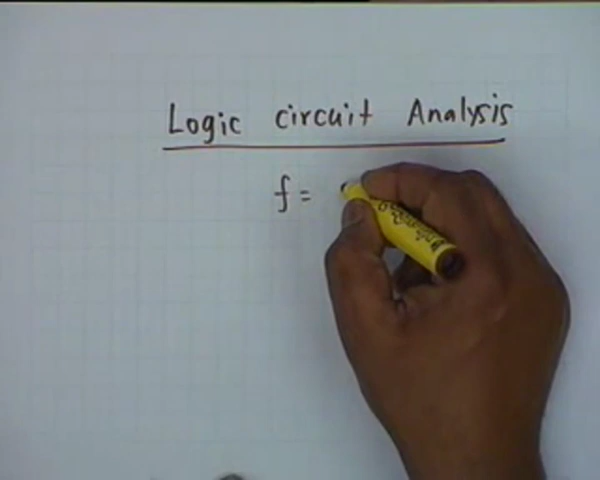 Logic circuit Analysis
f =